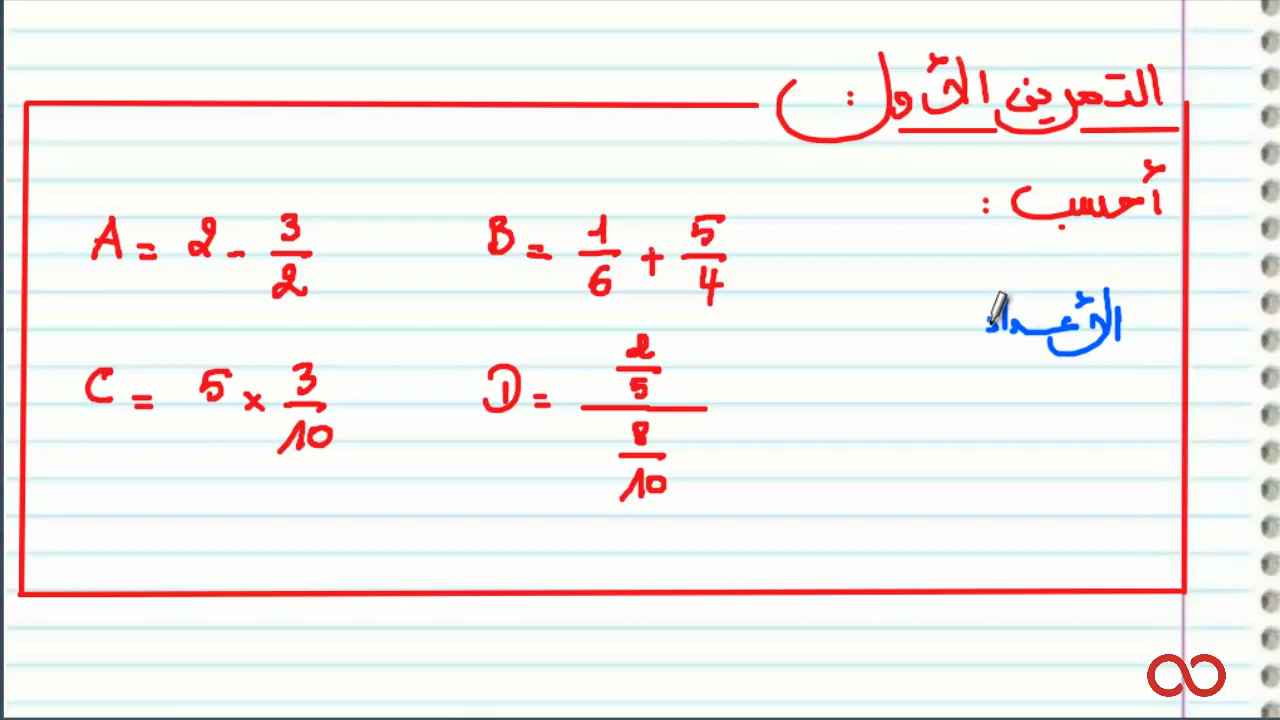 التمرين الأول :
أحسب :
A = 2 - 3/2
B = 1/6 + 5/4
الأعداد
C = 5 × 3/10
D = (2/5)/(8/10)